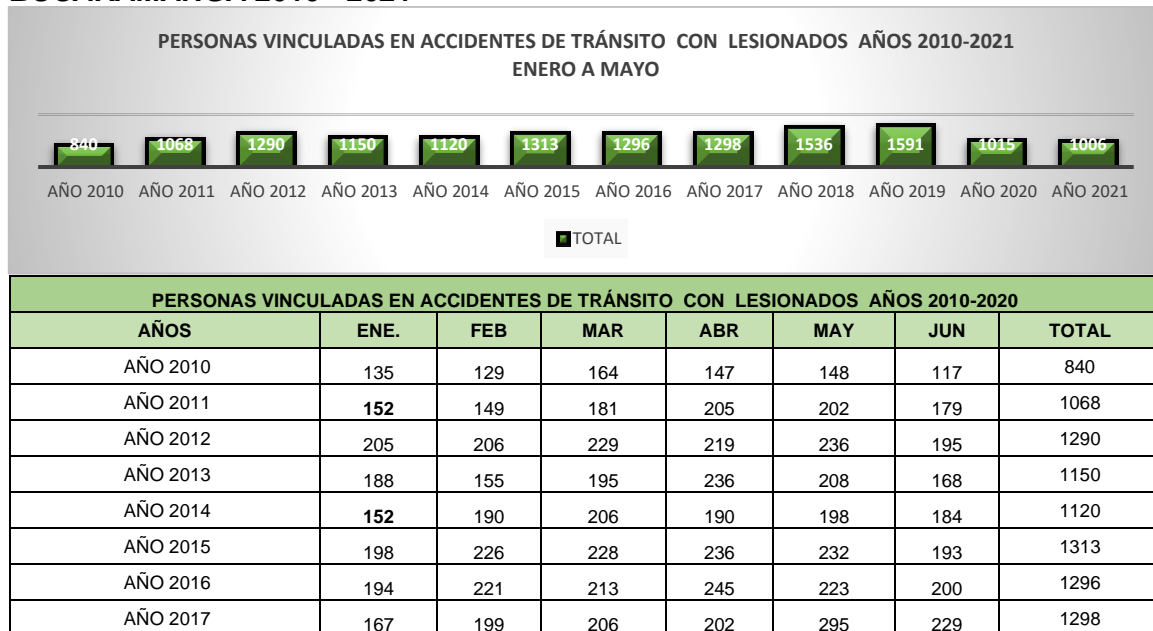 BUCARAMANGA 2010 - 2021
PERSONAS VINCULADAS EN ACCIDENTES DE TRÁNSITO CON LESIONADOS AÑOS 2010-2021
ENERO A MAYO
840 1068 1290 1150 1120 1313 1296 1298 1536 1591 1015 1006
AÑO 2010 AÑO 2011 AÑO 2012 AÑO 2013 AÑO 2014 AÑO 2015 AÑO 2016 AÑO 2017 AÑO 2018 AÑO 2019 AÑO 2020 AÑO 2021
TOTAL
PERSONAS VINCULADAS EN ACCIDENTES DE TRÁNSITO CON LESIONADOS AÑOS 2010-2020
AÑOS ENE. FEB MAR ABR MAY JUN TOTAL
AÑO 2010 135 129 164 147 148 117 840
AÑO 2011 152 149 181 205 202 179 1068
AÑO 2012 205 206 229 219 236 195 1290
AÑO 2013 188 155 195 236 208 168 1150
AÑO 2014 152 190 206 190 198 184 1120
AÑO 2015 198 226 228 236 232 193 1313
AÑO 2016 194 221 213 245 223 200 1296
AÑO 2017 167 199 206 202 295 229 1298